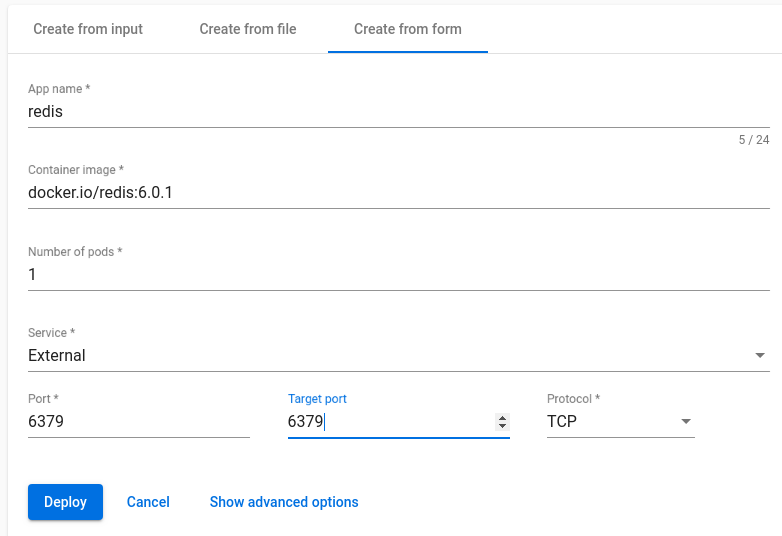 Create from input Create from file Create from form
App name *
redis
5 / 24
Container image *
docker.io/redis:6.0.1
Number of pods *
1
Service *
External
Port * Target port Protocol *
6379 6379 TCP
Deploy Cancel Show advanced options